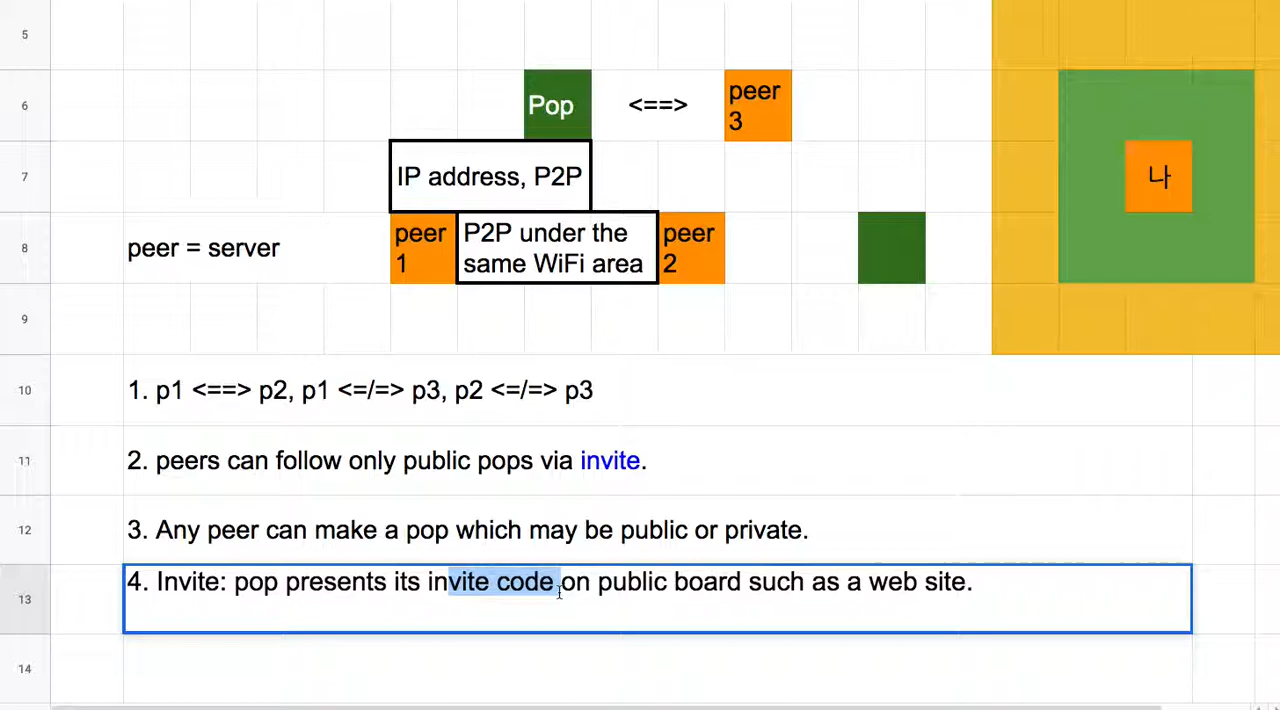 5
6
Pop
<==>
peer
3
7
IP address, P2P
나
8
peer = server
peer
1
P2P under the
same WiFi area
peer
2
9
10
1. p1 <==> p2, p1 <=/=> p3, p2 <=/=> p3
11
2. peers can follow only public pops via invite.
12
3. Any peer can make a pop which may be public or private.
13
4. Invite: pop presents its invite code on public board such as a web site.
14